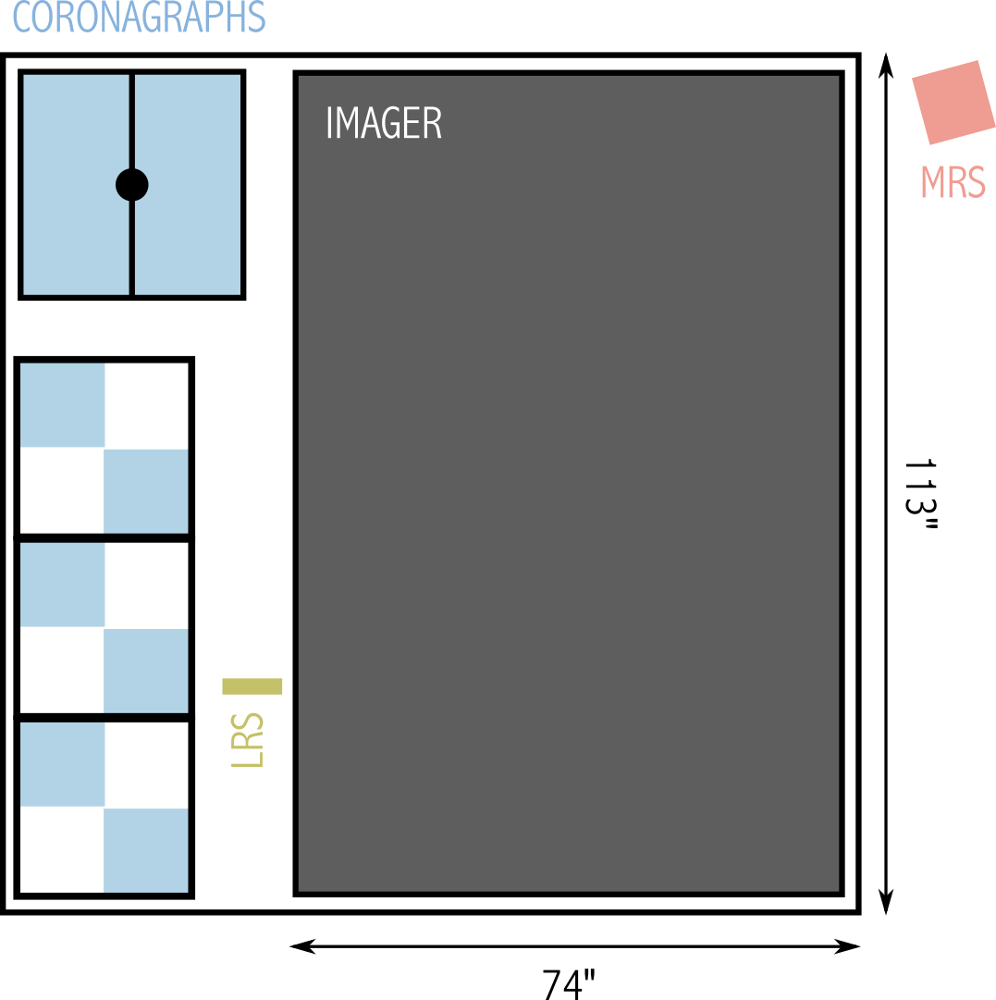 CORONAGRAPHS
IMAGER
MRS
113"
LRS
74"